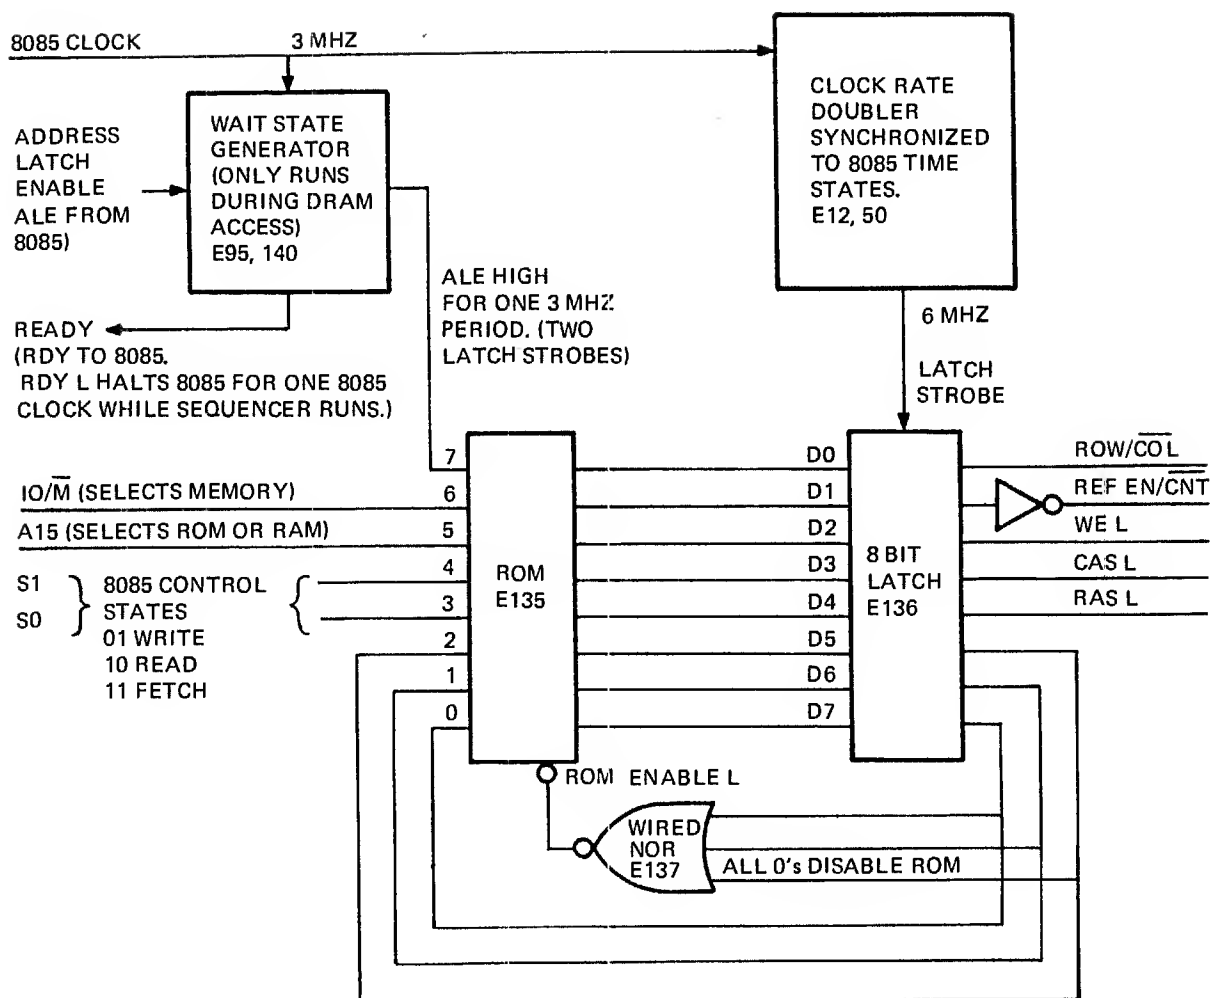 8085 CLOCK
3 MHZ
CLOCK RATE
DOUBLER
SYNCHRONIZED
TO 8085 TIME
STATES.
E12, 50
WAIT STATE
GENERATOR
(ONLY RUNS
DURING DRAM
ACCESS)
E95, 140
ADDRESS
LATCH
ENABLE
ALE FROM
8085)
ALE HIGH
FOR ONE 3 MHZ
PERIOD. (TWO
LATCH STROBES)
6 MHZ
LATCH
STROBE
READY
(RDY TO 8085.
RDY L HALTS 8085 FOR ONE 8085
CLOCK WHILE SEQUENCER RUNS.)
IO/M̅ (SELECTS MEMORY)
A15 (SELECTS ROM OR RAM)
S1
S0
8085 CONTROL
STATES
01 WRITE
10 READ
11 FETCH
7
6
5
4
3
2
1
0
ROM
E135
D0
D1
D2
D3
D4
D5
D6
D7
8 BIT
LATCH
E136
ROW/C̅O̅L̅
REF EN/C̅N̅T̅
WE L
CAS L
RAS L
ROM ENABLE L
WIRED
NOR
E137
ALL 0's DISABLE ROM